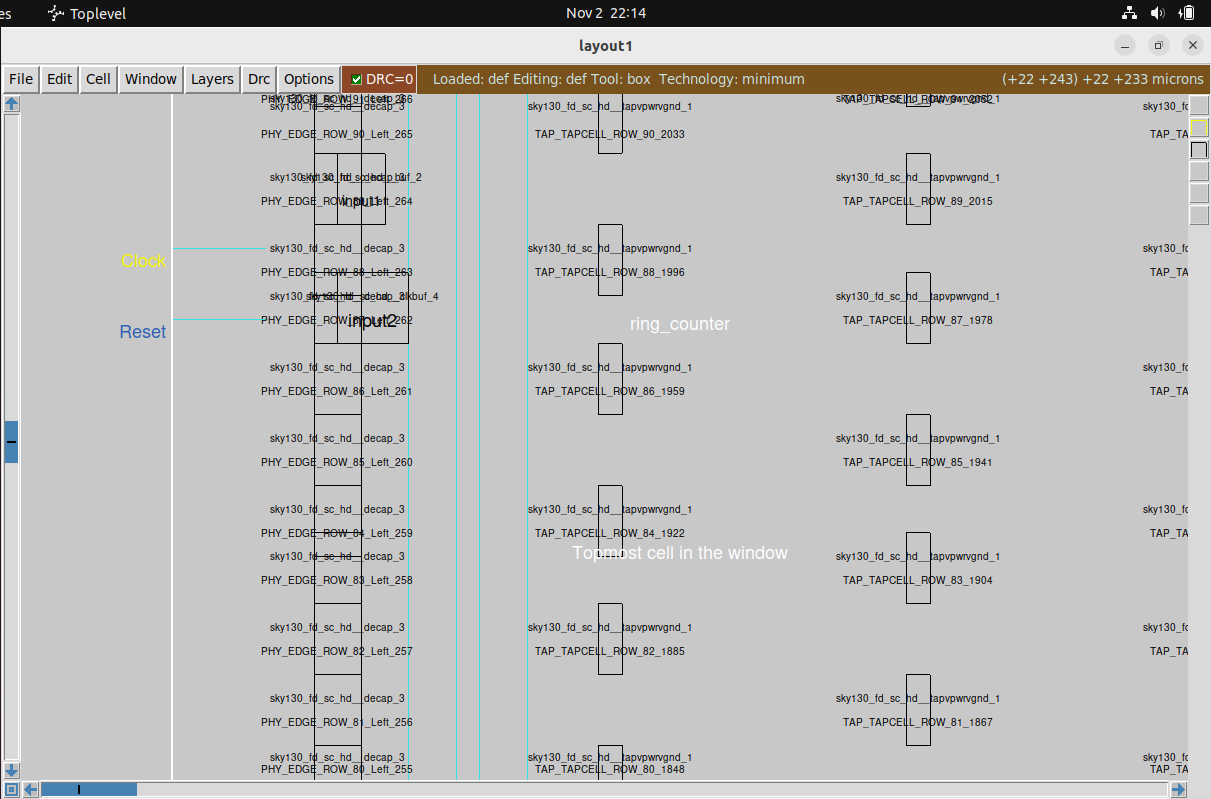 es Toplevel Nov 2 22:14
layout1
File Edit Cell Window Layers Drc Options DRC=0 Loaded: def Editing: def Tool: box Technology: minimum (+22 +243) +22 +233 microns
PHY_EDGE_ROW_91_Left_266
sky130_fd_sc_hd__decap_3 sky130_fd_sc_hd__tapvpwrvgnd_1 sky130_fd
PHY_EDGE_ROW_90_Left_265 TAP_TAPCELL_ROW_90_2033 TAP_TA
sky130_fd_sc_hd__tapvpwrvgnd_1
PHY_EDGE_ROW_89_Left_264 input1 TAP_TAPCELL_ROW_89_2015
sky130_fd_sc_hd__decap_3 sky130_fd_sc_hd__tapvpwrvgnd_1 sky130_fd
Clock
PHY_EDGE_ROW_88_Left_263 TAP_TAPCELL_ROW_88_1996 TAP_TA
sky130_fd_sc_hd__tapvpwrvgnd_1
PHY_EDGE_ROW_87_Left_262 input2 ring_counter TAP_TAPCELL_ROW_87_1978
Reset
sky130_fd_sc_hd__decap_3 sky130_fd_sc_hd__tapvpwrvgnd_1 sky130_fd
PHY_EDGE_ROW_86_Left_261 TAP_TAPCELL_ROW_86_1959 TAP_TA
sky130_fd_sc_hd__decap_3 sky130_fd_sc_hd__tapvpwrvgnd_1
PHY_EDGE_ROW_85_Left_260 TAP_TAPCELL_ROW_85_1941
sky130_fd_sc_hd__decap_3 sky130_fd_sc_hd__tapvpwrvgnd_1 sky130_fd
PHY_EDGE_ROW_84_Left_259 TAP_TAPCELL_ROW_84_1922 TAP_TA
sky130_fd_sc_hd__decap_3 Topmost cell in the window sky130_fd_sc_hd__tapvpwrvgnd_1
PHY_EDGE_ROW_83_Left_258 TAP_TAPCELL_ROW_83_1904
sky130_fd_sc_hd__decap_3 sky130_fd_sc_hd__tapvpwrvgnd_1 sky130_fd
PHY_EDGE_ROW_82_Left_257 TAP_TAPCELL_ROW_82_1885 TAP_TA
sky130_fd_sc_hd__decap_3 sky130_fd_sc_hd__tapvpwrvgnd_1
PHY_EDGE_ROW_81_Left_256 TAP_TAPCELL_ROW_81_1867
sky130_fd_sc_hd__decap_3 sky130_fd_sc_hd__tapvpwrvgnd_1 sky130_fd
PHY_EDGE_ROW_80_Left_255 TAP_TAPCELL_ROW_80_1848 TAP_TA